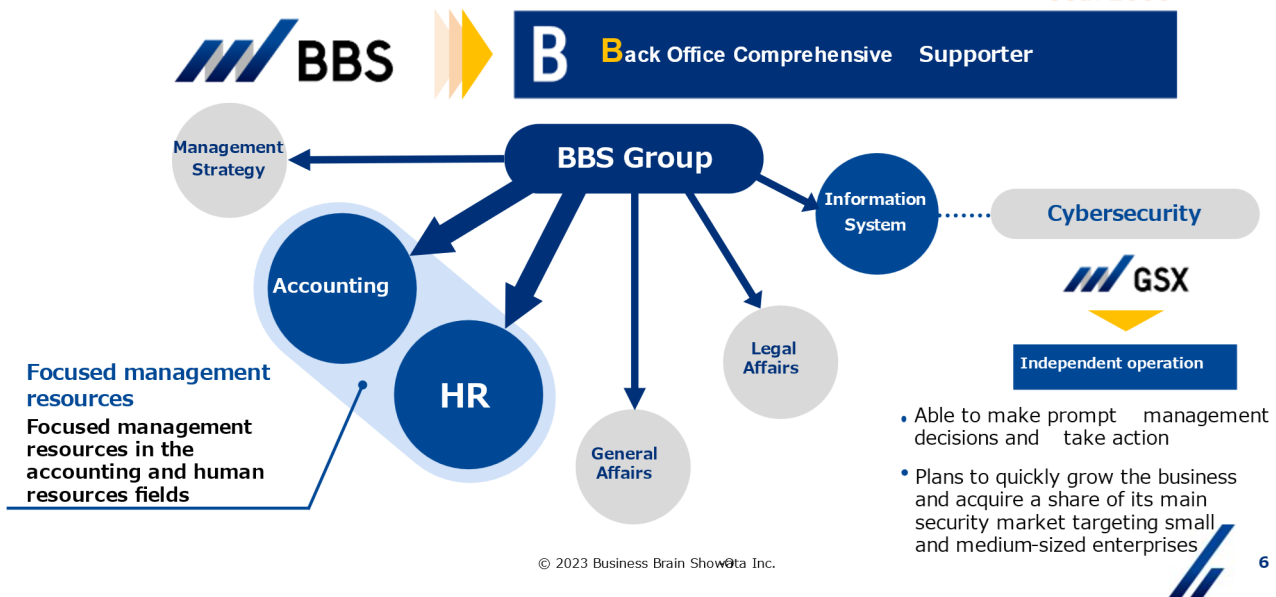 BBS
B Back Office Comprehensive Supporter
BBS Group
Management
Strategy
Information
System
Cybersecurity
GSX
Accounting
HR
Legal
Affairs
General
Affairs
Independent operation
Focused management
resources
Focused management
resources in the
accounting and human
resources fields
• Able to make prompt management
decisions and take action
• Plans to quickly grow the business
and acquire a share of its main
security market targeting small
and medium-sized enterprises
© 2023 Business Brain Showa-Ota Inc.
6